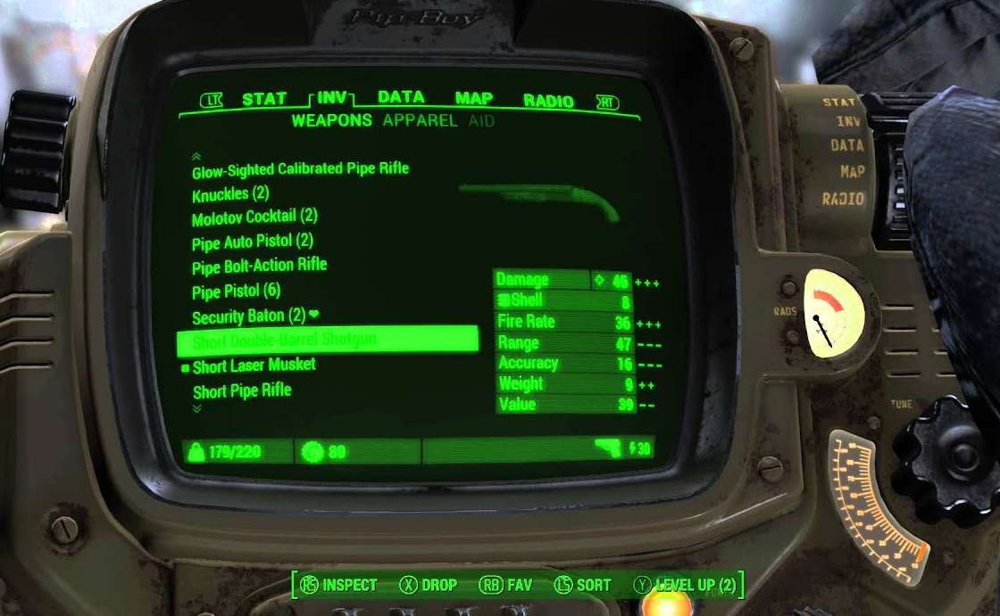 Pip-Boy
LT STAT INV DATA MAP RADIO RT
WEAPONS APPAREL AID
Glow-Sighted Calibrated Pipe Rifle
Knuckles (2)
Molotov Cocktail (2)
Pipe Auto Pistol (2)
Pipe Bolt-Action Rifle
Pipe Pistol (6)
Security Baton (2) ♥
Short Double-Barrel Shotgun
Short Laser Musket
Short Pipe Rifle
Damage 45 +++
Shell 8
Fire Rate 36 +++
Range 47 ---
Accuracy 16 ---
Weight 9 ++
Value 39 --
179/220 80 30
STAT
INV
DATA
MAP
RADIO
RADS
TUNE
RS INSPECT X DROP RB FAV LS SORT Y LEVEL UP (2)